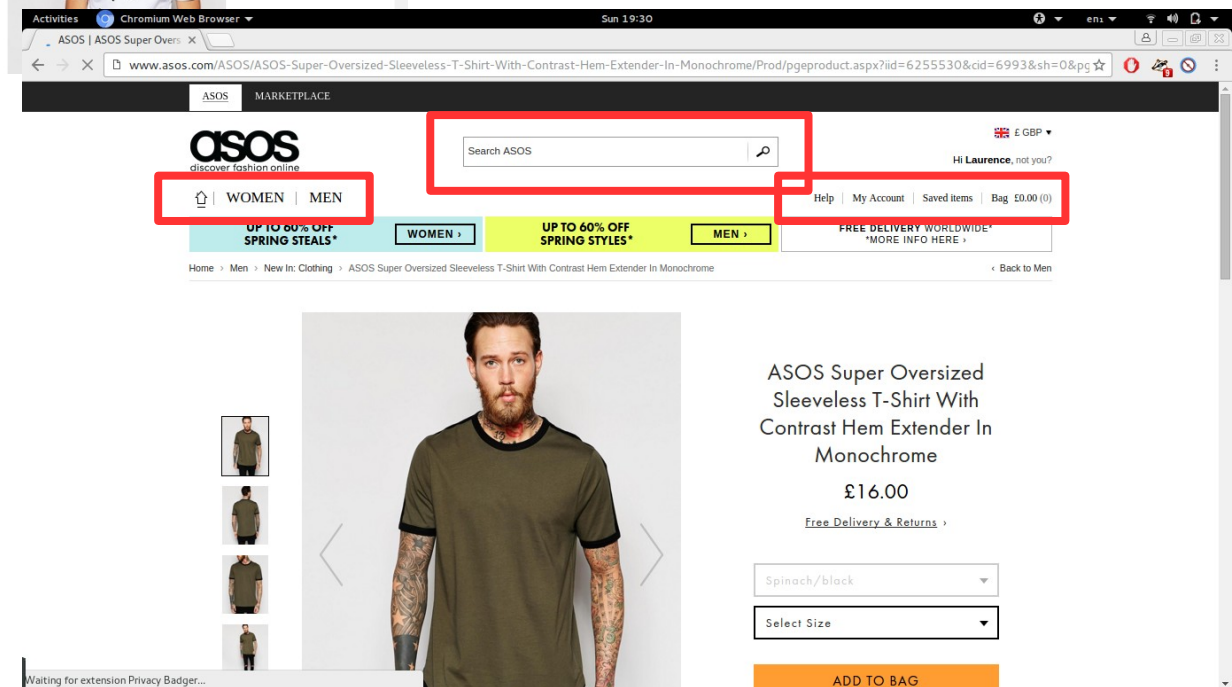 Activities Chromium Web Browser Sun 19:30 en₁
ASOS | ASOS Super Overs
www.asos.com/ASOS/ASOS-Super-Oversized-Sleeveless-T-Shirt-With-Contrast-Hem-Extender-In-Monochrome/Prod/pgeproduct.aspx?iid=6255530&cid=6993&sh=0&pg
ASOS MARKETPLACE
asos
discover fashion online
Search ASOS
£ GBP
Hi Laurence, not you?
WOMEN | MEN
Help | My Account | Saved items | Bag £0.00 (0)
UP TO 60% OFF
SPRING STEALS*
WOMEN ›
UP TO 60% OFF
SPRING STYLES*
MEN ›
FREE DELIVERY WORLDWIDE*
*MORE INFO HERE ›
Home › Men › New In: Clothing › ASOS Super Oversized Sleeveless T-Shirt With Contrast Hem Extender In Monochrome
‹ Back to Men
ASOS Super Oversized
Sleeveless T-Shirt With
Contrast Hem Extender In
Monochrome
£16.00
Free Delivery & Returns ›
Spinach/black
Select Size
ADD TO BAG
Waiting for extension Privacy Badger...